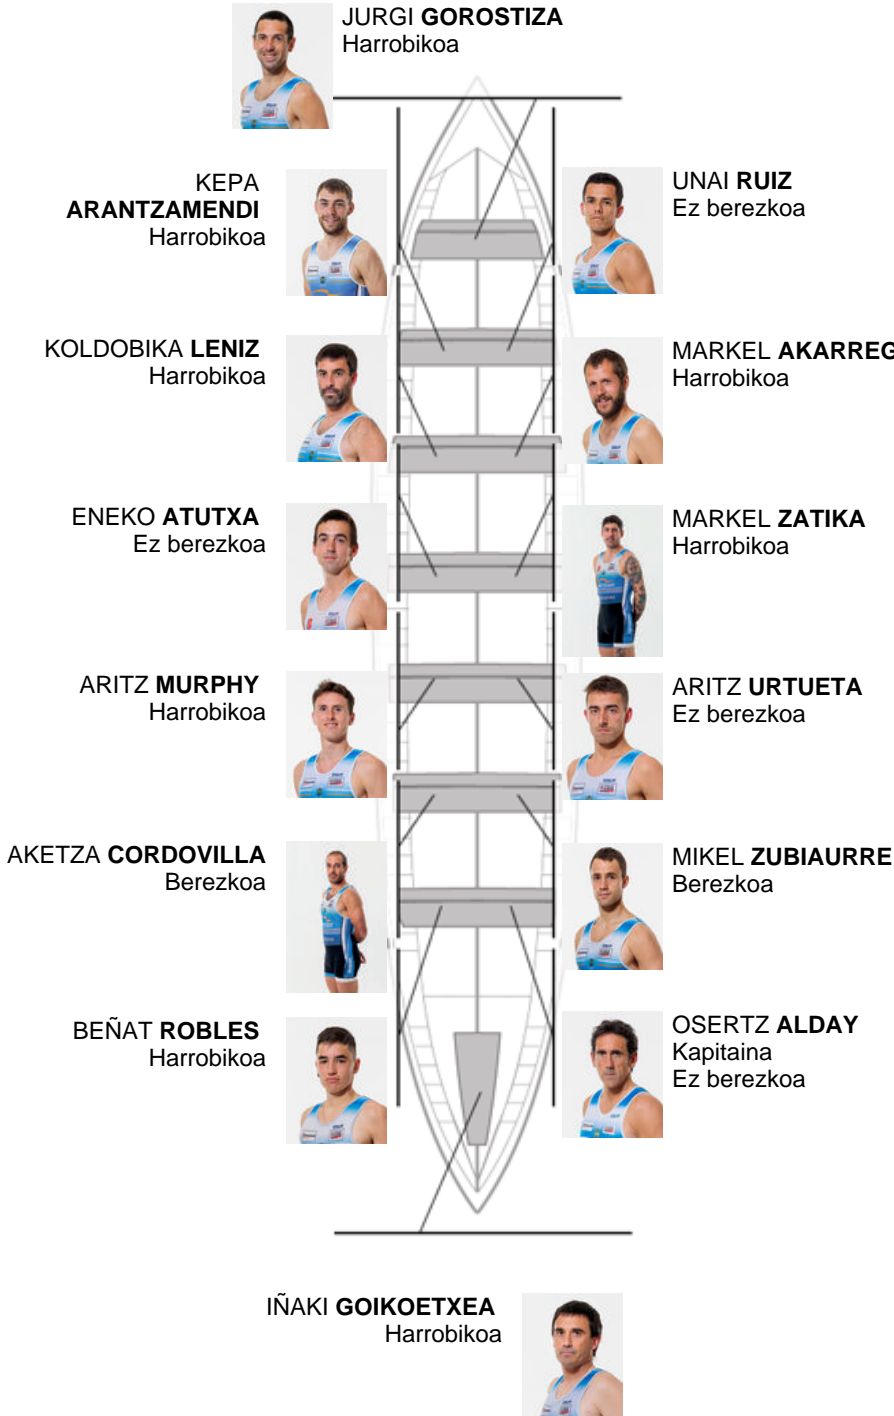 JURGI GOROSTIZA
Harrobikoa
KEPA
ARANTZAMENDI
Harrobikoa
UNAI RUIZ
Ez berezkoa
KOLDOBIKA LENIZ
Harrobikoa
MARKEL AKARREG
Harrobikoa
ENEKO ATUTXA
Ez berezkoa
MARKEL ZATIKA
Harrobikoa
ARITZ MURPHY
Harrobikoa
ARITZ URTUETA
Ez berezkoa
AKETZA CORDOVILLA
Berezkoa
MIKEL ZUBIAURRE
Berezkoa
BEÑAT ROBLES
Harrobikoa
OSERTZ ALDAY
Kapitaina
Ez berezkoa
IÑAKI GOIKOETXEA
Harrobikoa